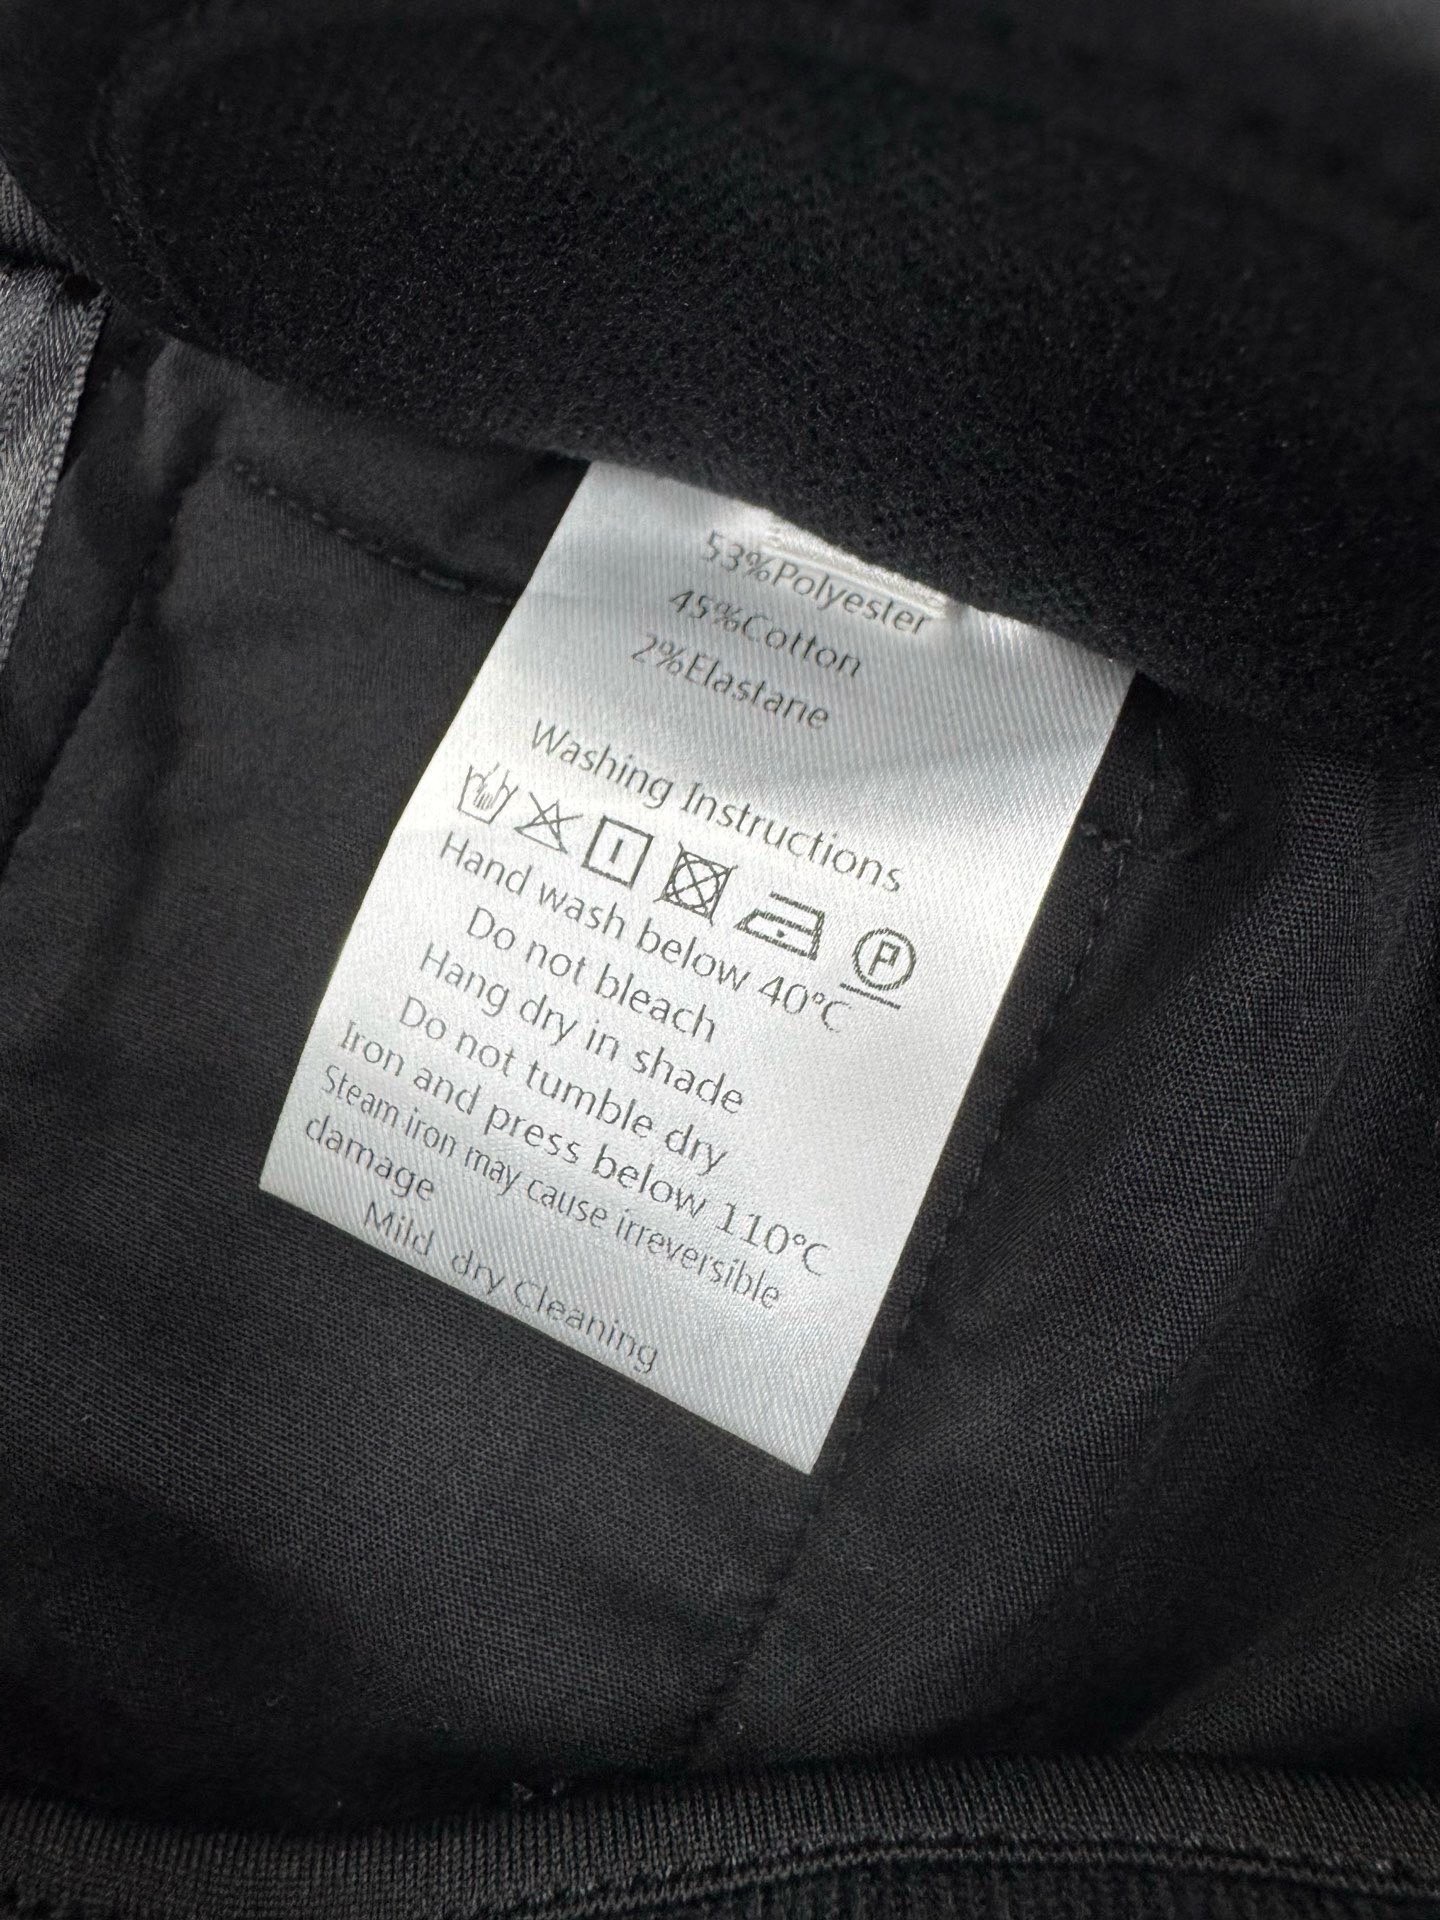 53%Polyester
45%Cotton
2%Elastane
Washing Instructions
P
Hand wash below 40°C
Do not bleach
Hang dry in shade
Do not tumble dry
Iron and press below 110°C
Steam iron may cause irreversible
damage
Mild dry Cleaning